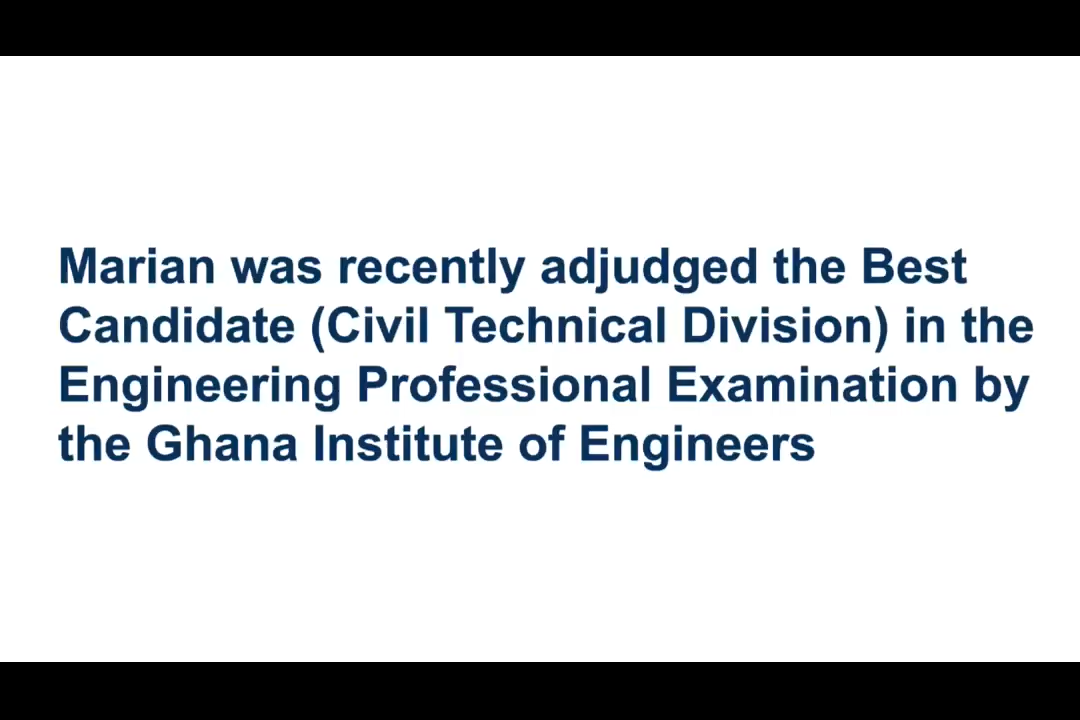 Marian was recently adjudged the Best
Candidate (Civil Technical Division) in the
Engineering Professional Examination by
the Ghana Institute of Engineers